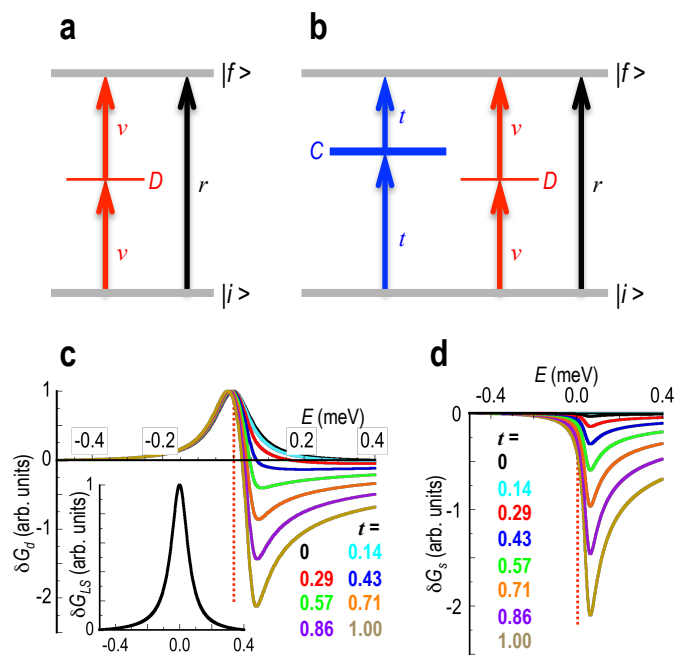 a
b
|f >
|f >
t
v
v
C
D
r
D
r
t
v
v
|i >
|i >
c
d
E (meV)
-0.4
0.0
0.4
1
E (meV)
0
-0.4
-0.2
0.2
0.4
0
t =
0
0.14
0.29
0.43
0.57
0.71
0.86
1.00
-1
-2
δGs (arb. units)
δGd (arb. units)
-1
-2
1
0
δGLS (arb. units)
-0.4
0.0
0.4
t =
0 0.14
0.29 0.43
0.57 0.71
0.86 1.00